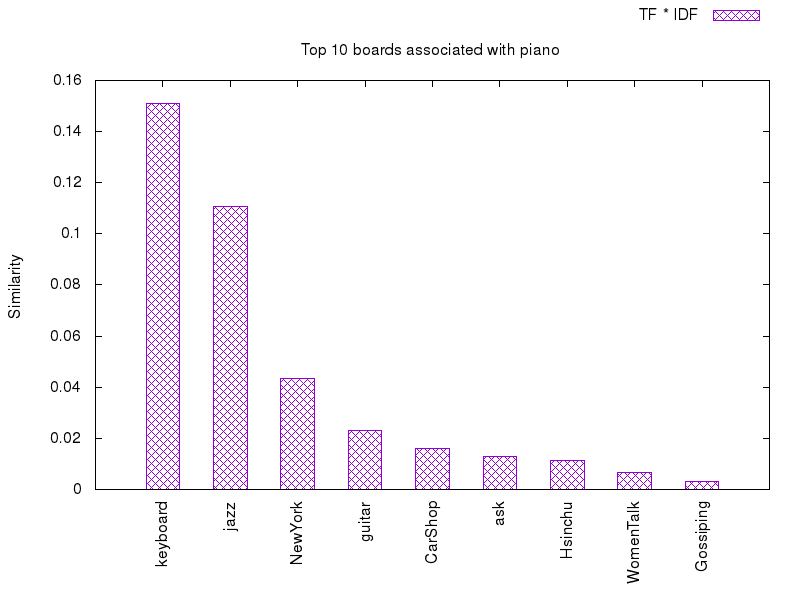 TF * IDF
Top 10 boards associated with piano
Similarity
0.16
0.14
0.12
0.1
0.08
0.06
0.04
0.02
0
keyboard
jazz
NewYork
guitar
CarShop
ask
Hsinchu
WomenTalk
Gossiping